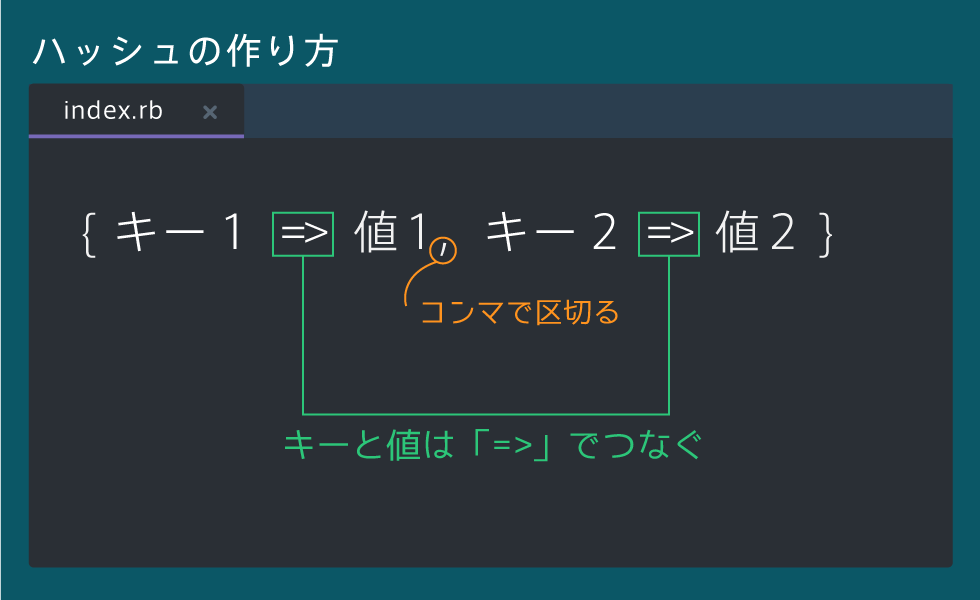 ハッシュの作り方
index.rb ×
{ キー1 => 値1, キー2 => 値2 }
コンマで区切る
キーと値は「=>」でつなぐ